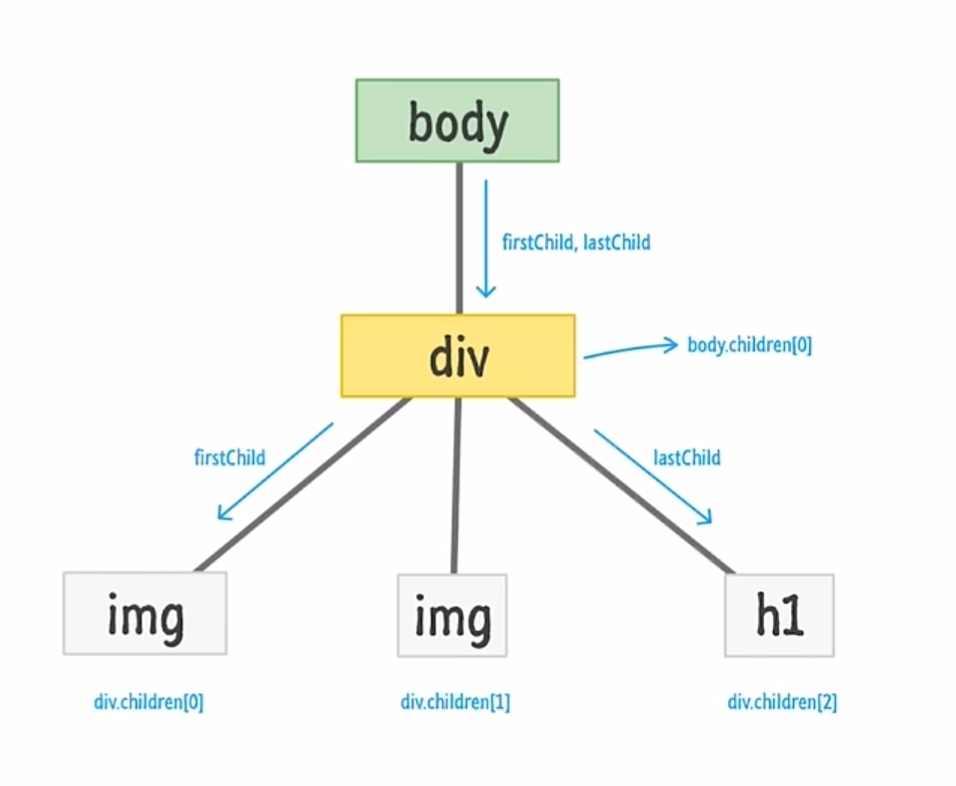 body
firstChild, lastChild
div
body.children[0]
firstChild
lastChild
img
img
h1
div.children[0]
div.children[1]
div.children[2]